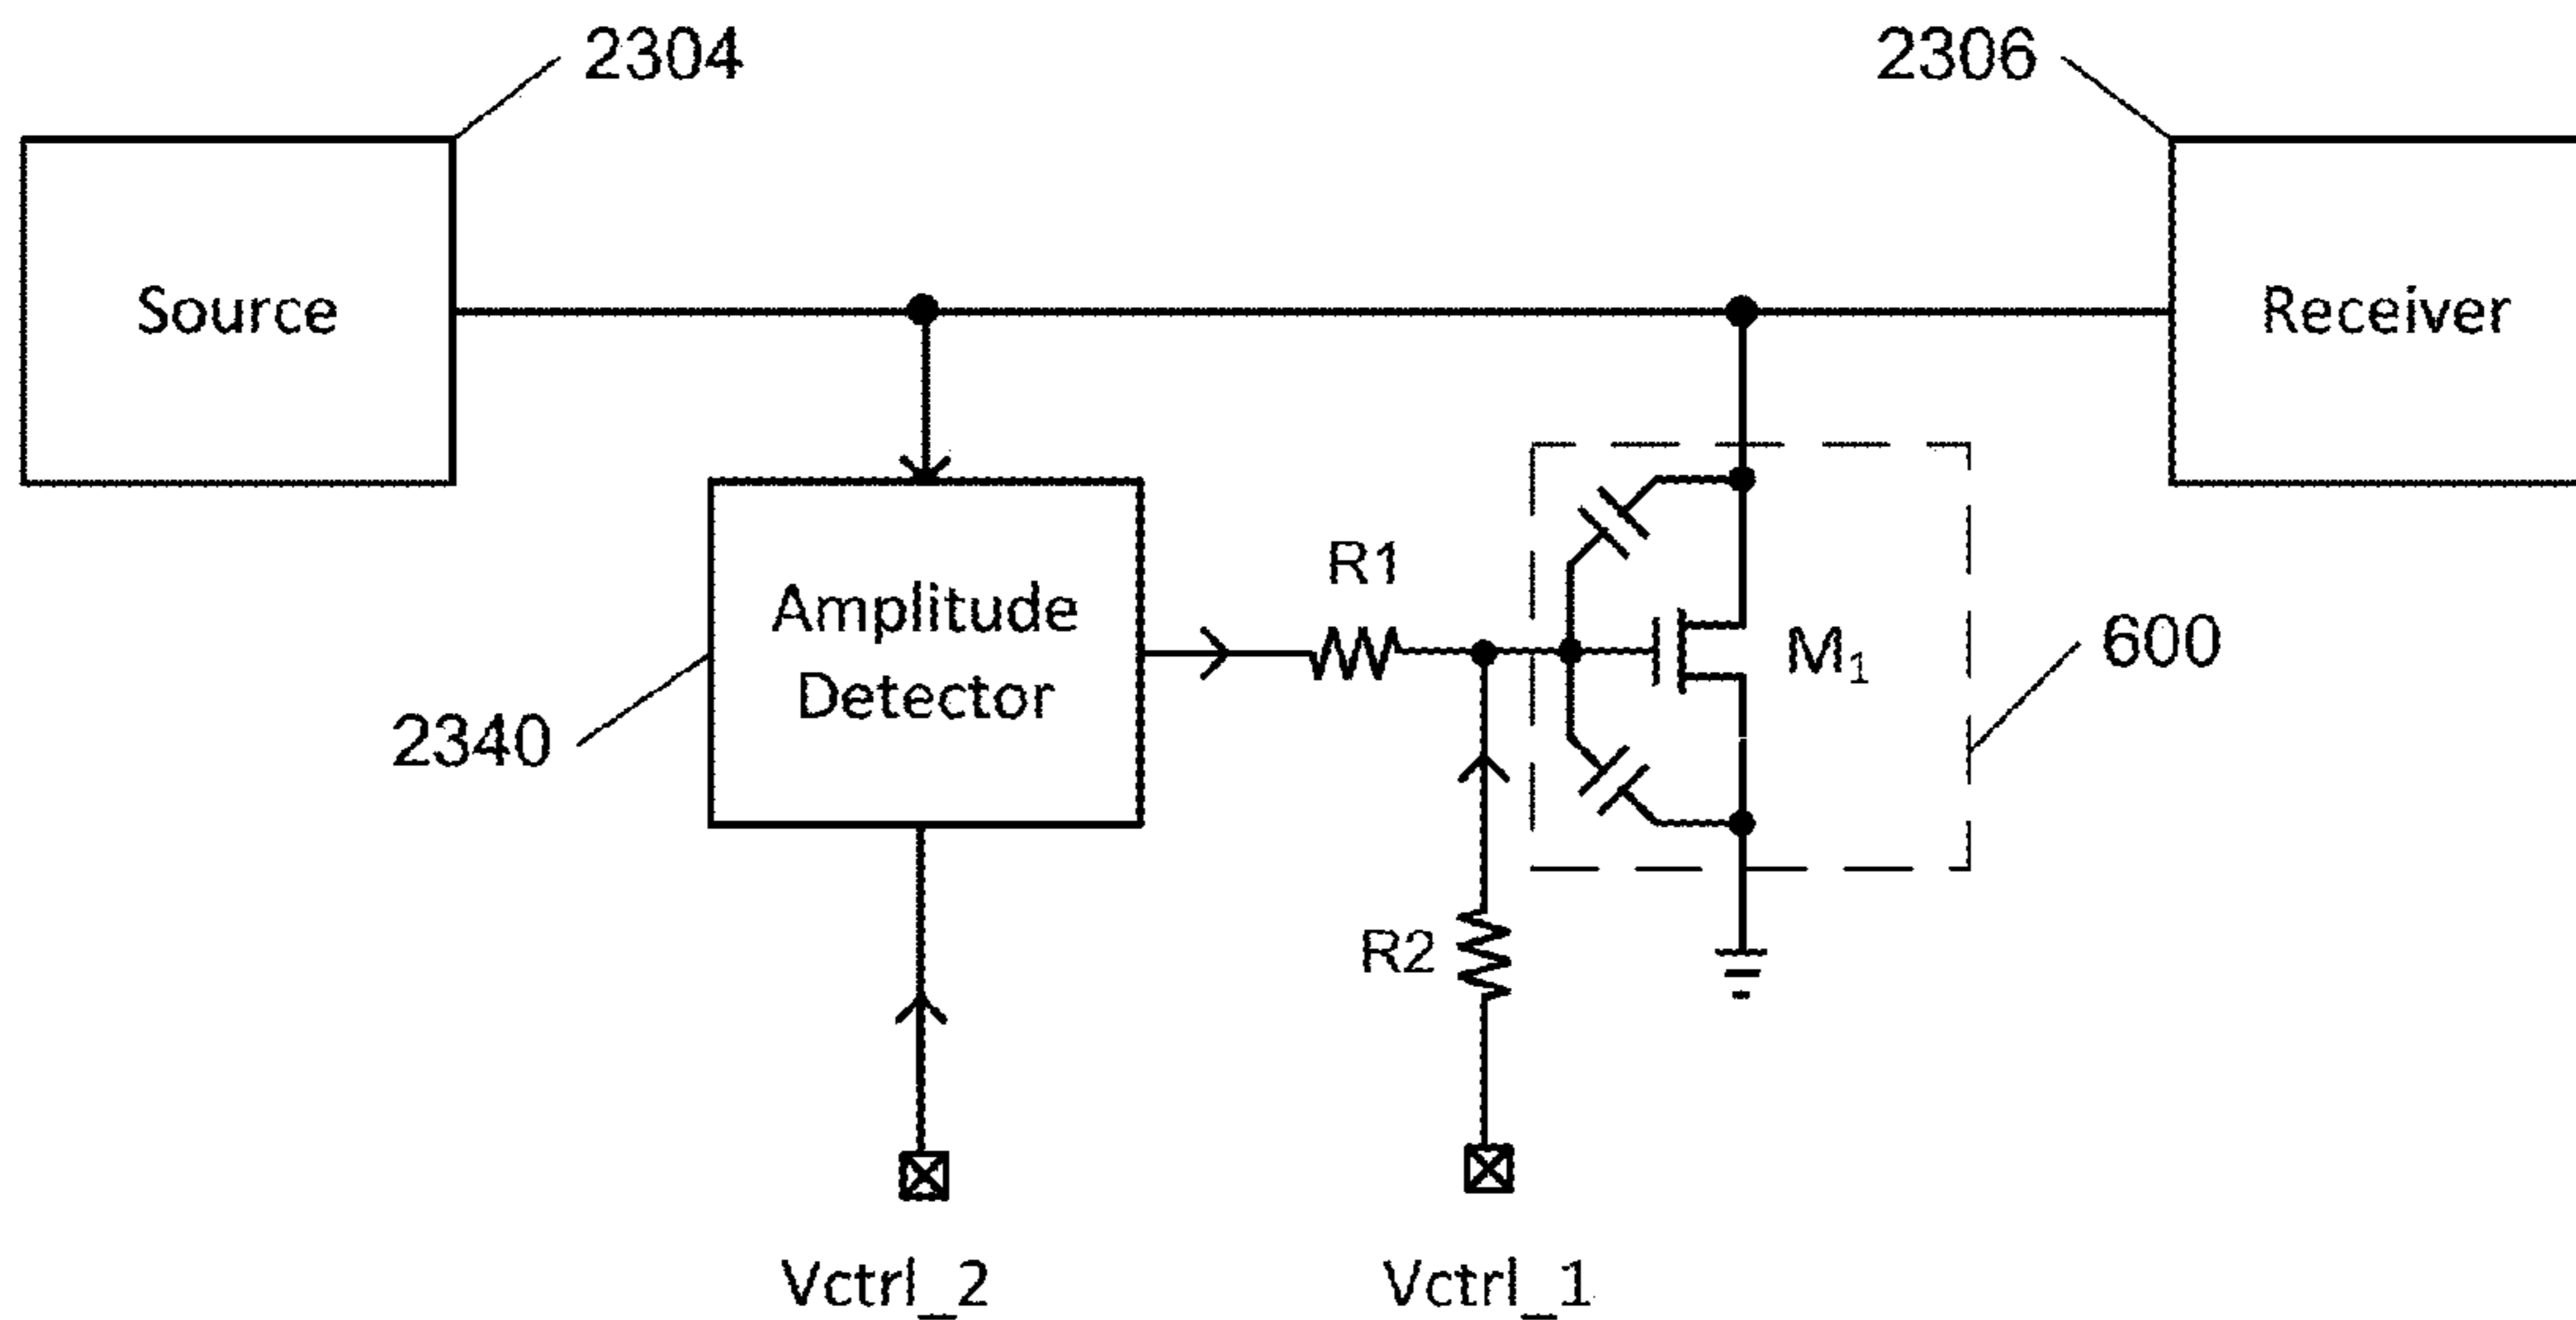 2304
2306
Source
Receiver
R1
Amplitude
Detector
M₁
600
2340
R2
Vctrl_2
Vctrl_1